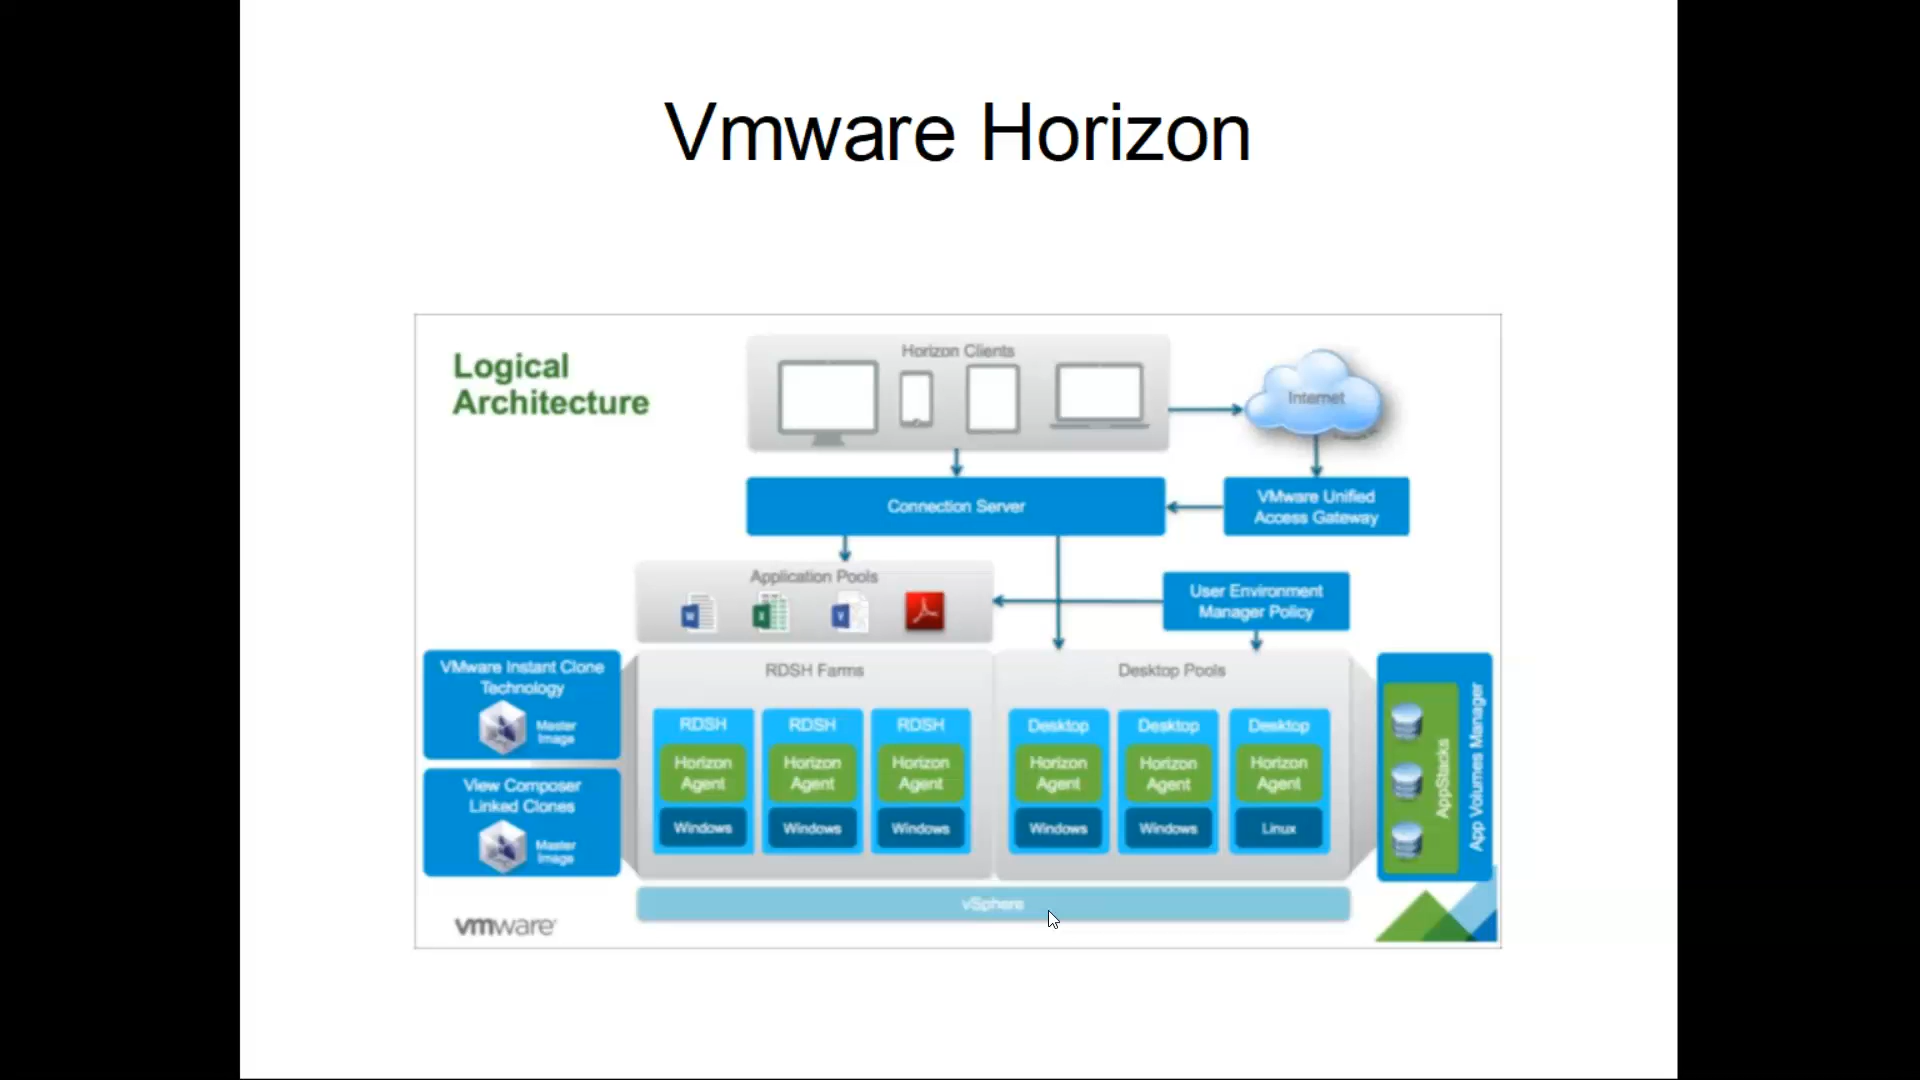 Vmware Horizon
Logical
Architecture
Horizon Clients
Internet
Connection Server
VMware Unified
Access Gateway
Application Pools
W
X
V
User Environment
Manager Policy
VMware Instant Clone
Technology
Master
Image
View Composer
Linked Clones
Master
Image
RDSH Farms
RDSH
Horizon
Agent
Windows
RDSH
Horizon
Agent
Windows
RDSH
Horizon
Agent
Windows
Desktop Pools
Desktop
Horizon
Agent
Windows
Desktop
Horizon
Agent
Windows
Desktop
Horizon
Agent
Linux
AppStacks
App Volumes Manager
vSphere
vmware